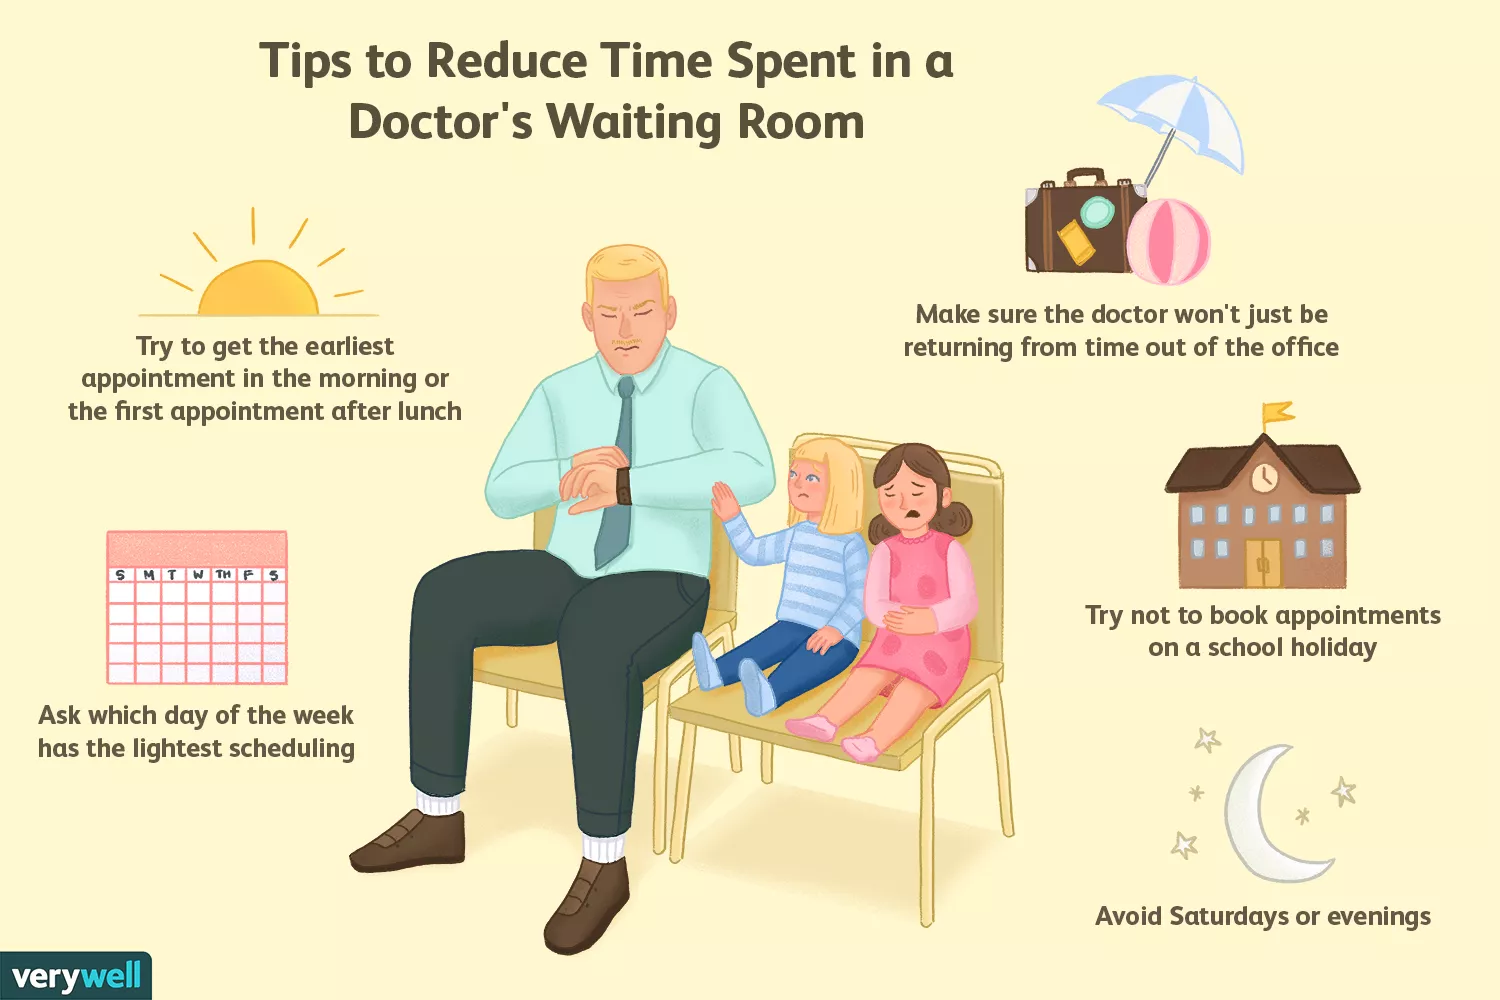 Tips to Reduce Time Spent in a
Doctor's Waiting Room
Try to get the earliest
appointment in the morning or
the first appointment after lunch
Make sure the doctor won't just be
returning from time out of the office
S M T W TH F S
Ask which day of the week
has the lightest scheduling
Try not to book appointments
on a school holiday
Avoid Saturdays or evenings
verywell